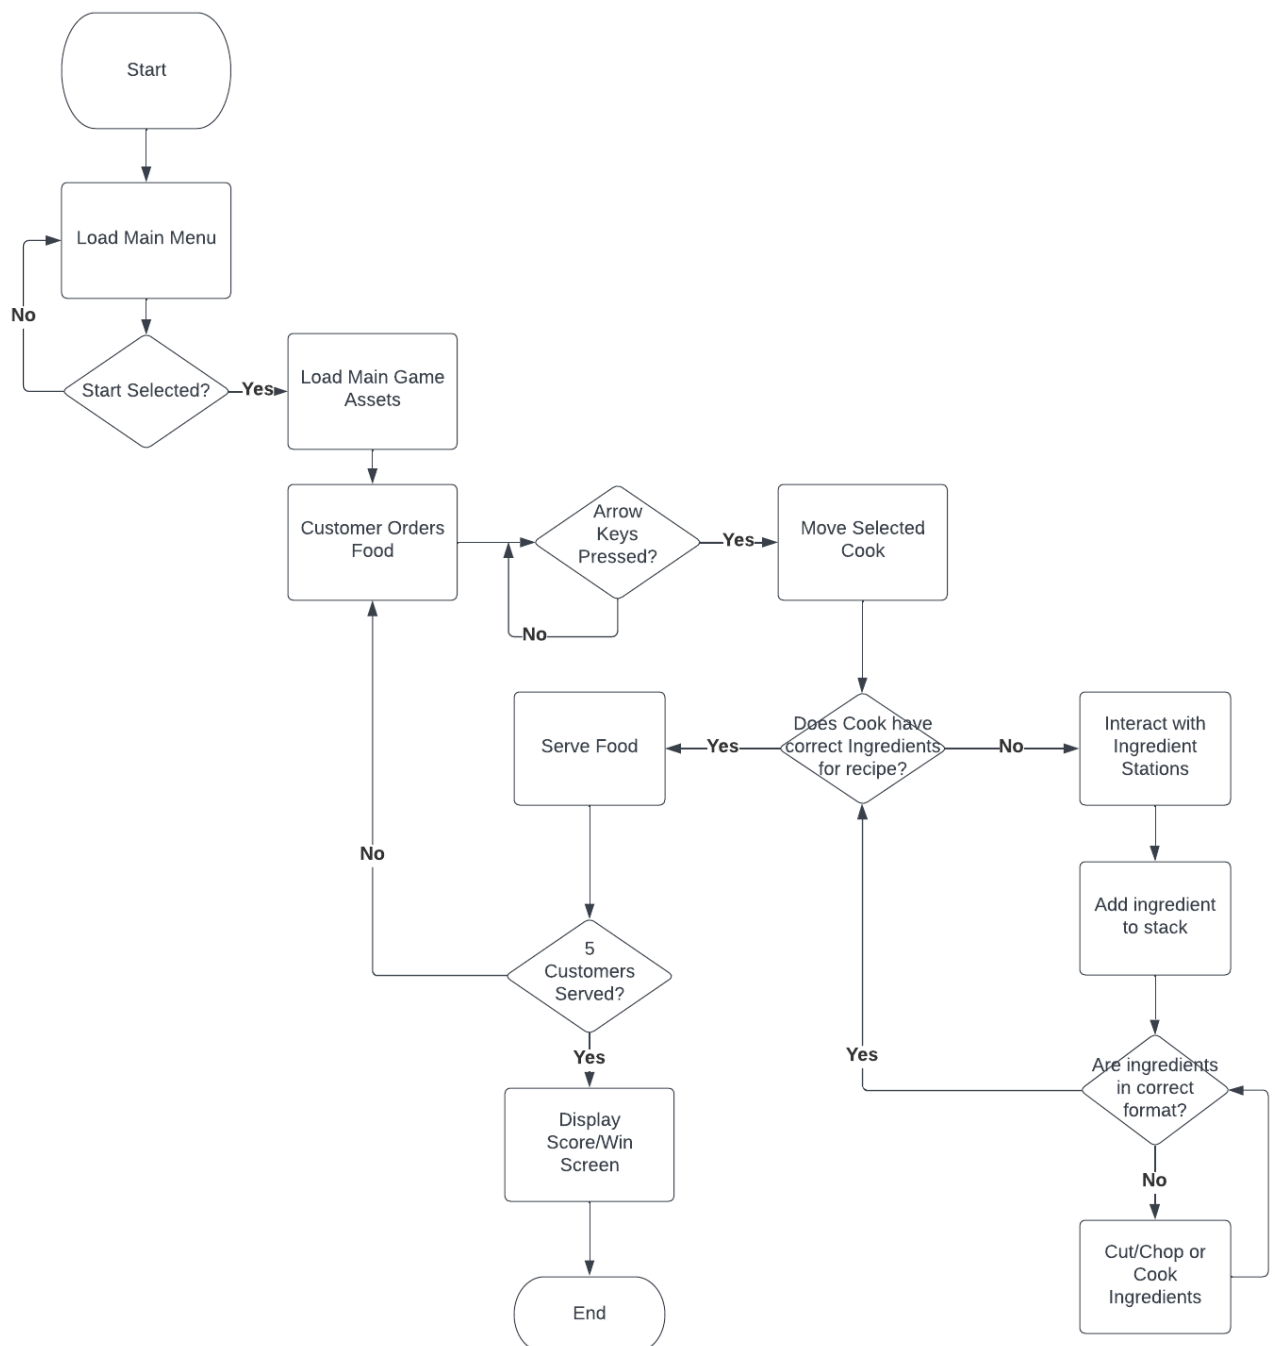 Start
Load Main Menu
No
Start Selected?
Yes
Load Main Game
Assets
Customer Orders
Food
Arrow
Keys
Pressed?
Yes
Move Selected
Cook
No
Serve Food
Yes
Does Cook have
correct Ingredients
for recipe?
No
Interact with
Ingredient
Stations
No
Add ingredient
to stack
5
Customers
Served?
Yes
Yes
Are ingredients
in correct
format?
Display
Score/Win
Screen
No
Cut/Chop or
Cook
Ingredients
End